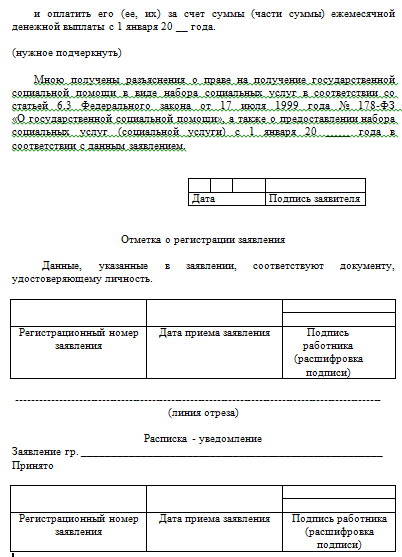 и оплатить его (ее, их) за счет суммы (части суммы) ежемесячной
денежной выплаты с 1 января 20 __ года.
(нужное подчеркнуть)
Мною получены разъяснения о праве на получение государственной
социальной помощи в виде набора социальных услуг в соответствии со
статьей 6.3 Федерального закона от 17 июля 1999 года № 178-ФЗ
«О государственной социальной помощи», а также о предоставлении набора
социальных услуг (социальной услуги) с 1 января 20 ____ года в
соответствии с данным заявлением.
Дата Подпись заявителя
Отметка о регистрации заявления
Данные, указанные в заявлении, соответствуют документу,
удостоверяющему личность.
Регистрационный номер Дата приема заявления Подпись
заявления работника
(расшифровка
подписи)
(линия отреза)
Расписка - уведомление
Заявление гр. ____________________________________________________
Принято
Регистрационный номер Дата приема заявления Подпись работника
заявления (расшифровка
подписи)